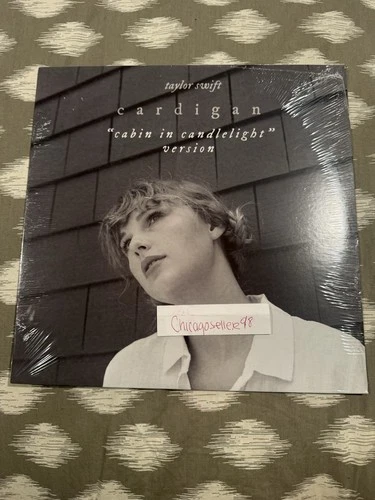 taylor swift
cardigan
"cabin in candlelight"
version
Chicagoseller98